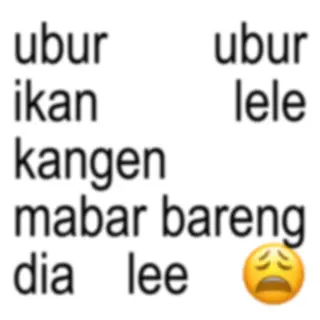 ubur ubur
ikan lele
kangen
mabar bareng
dia lee 😩